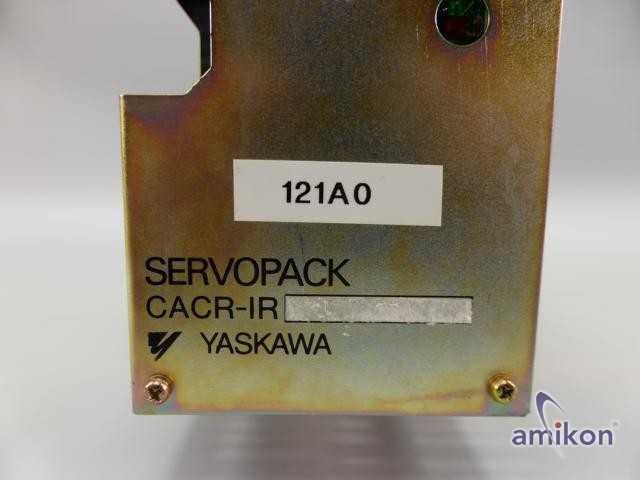 121A0
SERVOPACK
CACR-IR
YASKAWA
amikon®